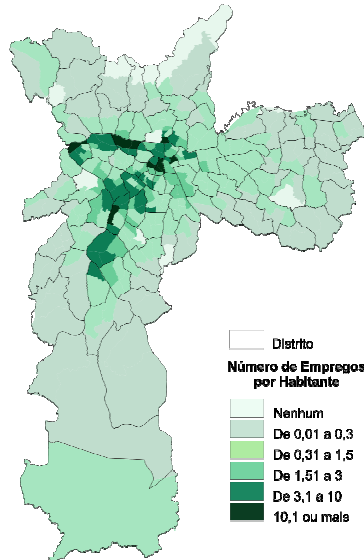 Distrito
Número de Empregos
por Habitante
Nenhum
De 0,01 a 0,3
De 0,31 a 1,5
De 1,51 a 3
De 3,1 a 10
10,1 ou mais